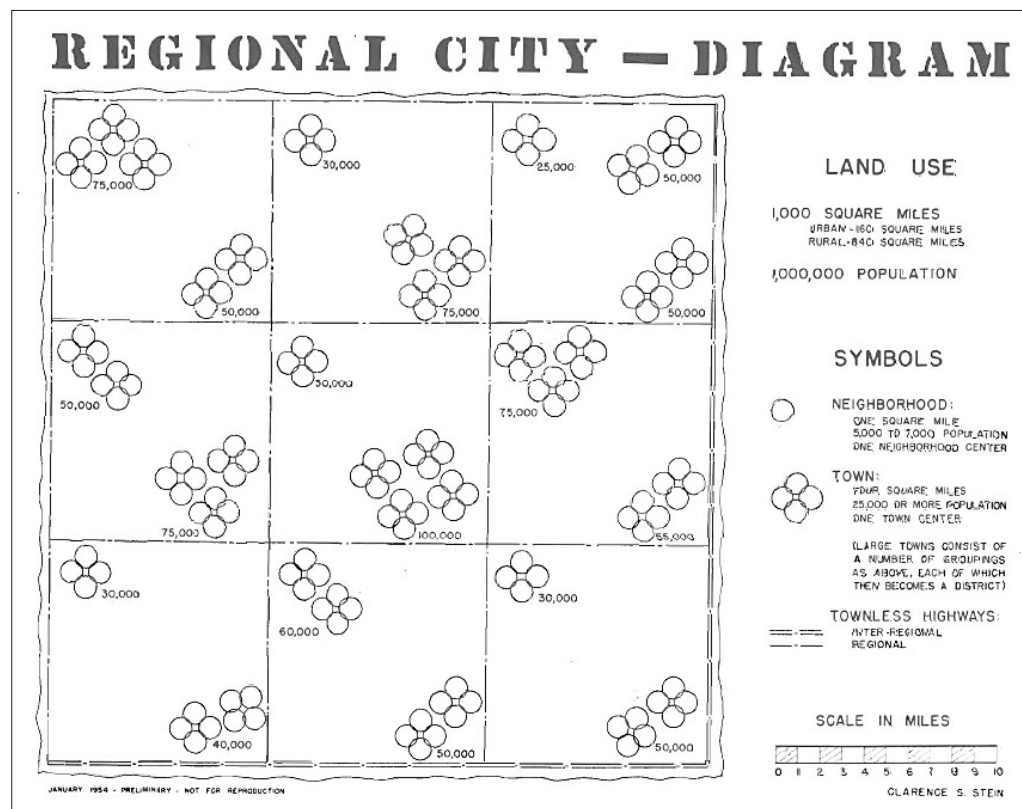 REGIONAL CITY — DIAGRAM
75,000
30,000
25,000
50,000
50,000
75,000
50,000
50,000
30,000
75,000
75,000
100,000
55,000
30,000
60,000
30,000
40,000
50,000
50,000
LAND USE
1,000 SQUARE MILES
URBAN-160 SQUARE MILES
RURAL-840 SQUARE MILES
1,000,000 POPULATION
SYMBOLS
NEIGHBORHOOD:
ONE SQUARE MILE
5,000 TO 7,000 POPULATION
ONE NEIGHBORHOOD CENTER
TOWN:
FOUR SQUARE MILES
25,000 OR MORE POPULATION
ONE TOWN CENTER
(LARGE TOWNS CONSIST OF
A NUMBER OF GROUPINGS
AS ABOVE, EACH OF WHICH
THEN BECOMES A DISTRICT)
TOWNLESS HIGHWAYS:
INTER-REGIONAL
REGIONAL
SCALE IN MILES
0 1 2 3 4 5 6 7 8 9 10
CLARENCE S. STEIN
JANUARY 1954 - PRELIMINARY - NOT FOR REPRODUCTION